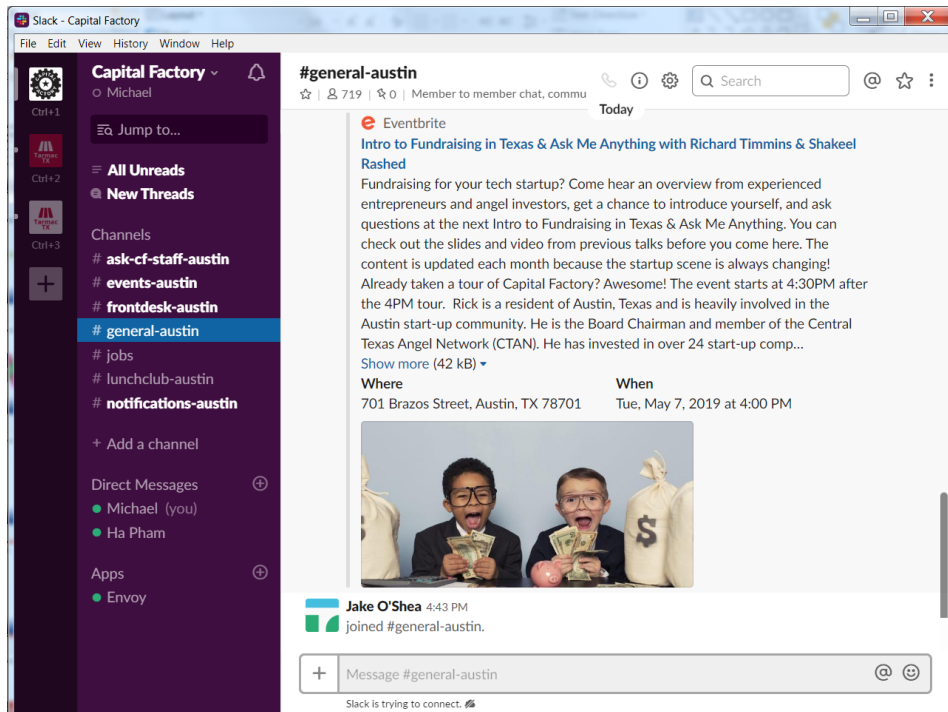 Slack - Capital Factory
File Edit View History Window Help
Ctrl+1
Tarmac
TX
Ctrl+2
Tarmac
TX
Ctrl+3
+
Capital Factory
Michael
Jump to...
All Unreads
New Threads
Channels
# ask-cf-staff-austin
# events-austin
# frontdesk-austin
# general-austin
# jobs
# lunchclub-austin
# notifications-austin
+ Add a channel
Direct Messages
Michael (you)
Ha Pham
Apps
Envoy
#general-austin
719 | 0 | Member to member chat, commu
Search
@
Today
Eventbrite
Intro to Fundraising in Texas & Ask Me Anything with Richard Timmins & Shakeel
Rashed
Fundraising for your tech startup? Come hear an overview from experienced
entrepreneurs and angel investors, get a chance to introduce yourself, and ask
questions at the next Intro to Fundraising in Texas & Ask Me Anything. You can
check out the slides and video from previous talks before you come here. The
content is updated each month because the startup scene is always changing!
Already taken a tour of Capital Factory? Awesome! The event starts at 4:30PM after
the 4PM tour. Rick is a resident of Austin, Texas and is heavily involved in the
Austin start-up community. He is the Board Chairman and member of the Central
Texas Angel Network (CTAN). He has invested in over 24 start-up comp...
Show more (42 kB)
Where When
701 Brazos Street, Austin, TX 78701 Tue, May 7, 2019 at 4:00 PM
$
Jake O'Shea 4:43 PM
joined #general-austin.
+ Message #general-austin @
Slack is trying to connect.